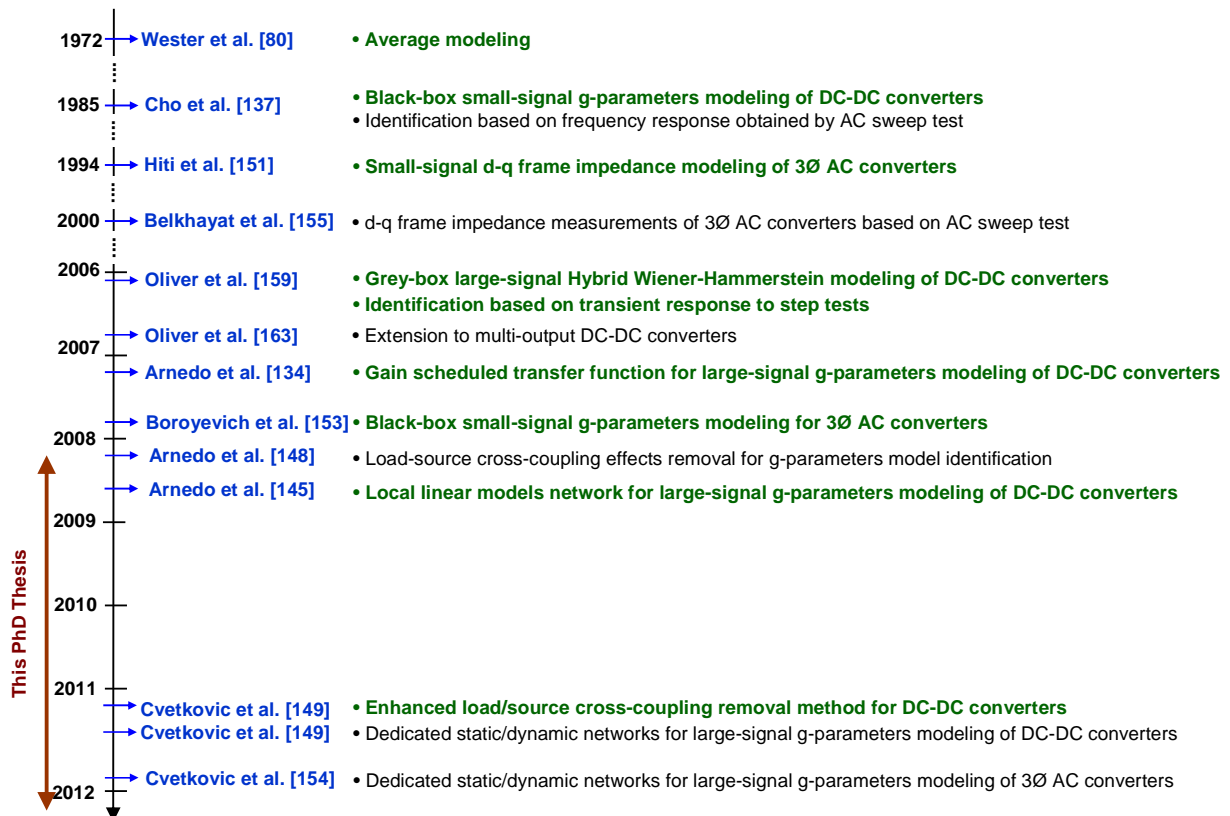 1972 Wester et al. [80] • Average modeling
1985 Cho et al. [137] • Black-box small-signal g-parameters modeling of DC-DC converters
• Identification based on frequency response obtained by AC sweep test
1994 Hiti et al. [151] • Small-signal d-q frame impedance modeling of 3Ø AC converters
2000 Belkhayat et al. [155] • d-q frame impedance measurements of 3Ø AC converters based on AC sweep test
2006
Oliver et al. [159] • Grey-box large-signal Hybrid Wiener-Hammerstein modeling of DC-DC converters
• Identification based on transient response to step tests
Oliver et al. [163] • Extension to multi-output DC-DC converters
2007
Arnedo et al. [134] • Gain scheduled transfer function for large-signal g-parameters modeling of DC-DC converters
Boroyevich et al. [153] • Black-box small-signal g-parameters modeling for 3Ø AC converters
2008
Arnedo et al. [148] • Load-source cross-coupling effects removal for g-parameters model identification
Arnedo et al. [145] • Local linear models network for large-signal g-parameters modeling of DC-DC converters
2009
This PhD Thesis
2010
2011
Cvetkovic et al. [149] • Enhanced load/source cross-coupling removal method for DC-DC converters
Cvetkovic et al. [149] • Dedicated static/dynamic networks for large-signal g-parameters modeling of DC-DC converters
Cvetkovic et al. [154] • Dedicated static/dynamic networks for large-signal g-parameters modeling of 3Ø AC converters
2012